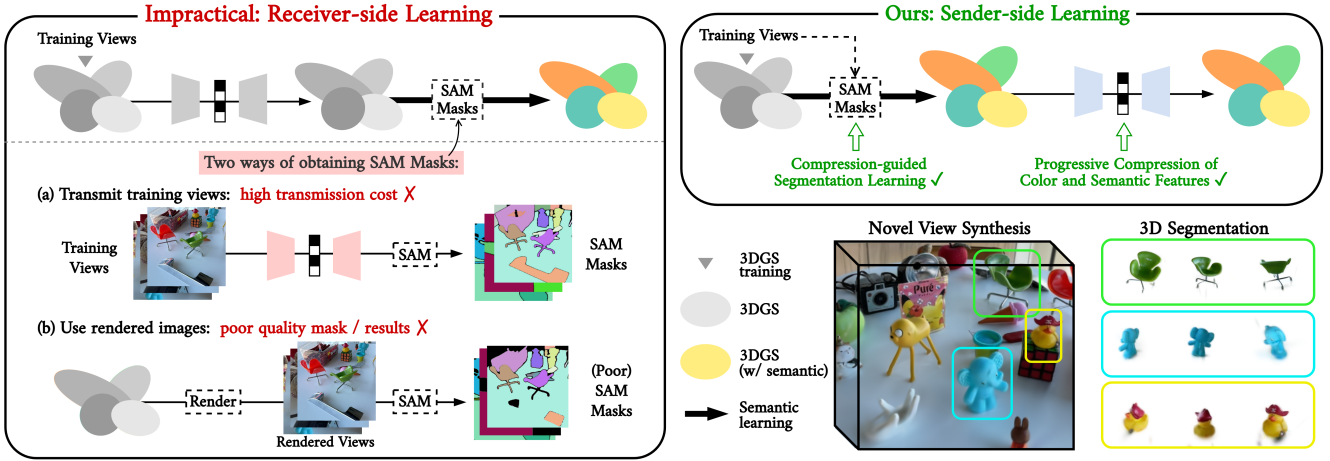 Impractical: Receiver-side Learning
Training Views
SAM
Masks
Two ways of obtaining SAM Masks:
(a) Transmit training views: high transmission cost ✗
Training
Views
SAM
SAM
Masks
(b) Use rendered images: poor quality mask / results ✗
Render
Rendered Views
SAM
(Poor)
SAM
Masks
Ours: Sender-side Learning
Training Views
SAM
Masks
Compression-guided
Segmentation Learning ✓
Progressive Compression of
Color and Semantic Features ✓
3DGS
training
3DGS
3DGS
(w/ semantic)
Semantic
learning
Novel View Synthesis
Pure
3D Segmentation